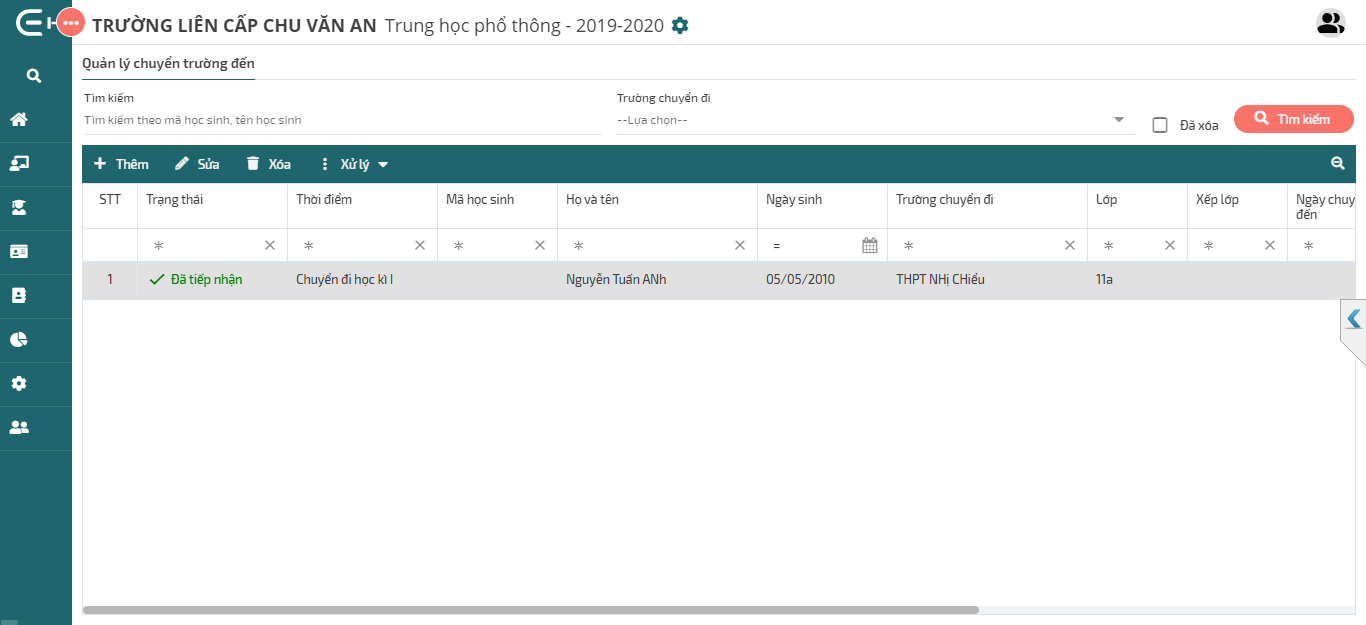 TRƯỜNG LIÊN CẤP CHU VĂN AN Trung học phổ thông - 2019-2020
Quản lý chuyển trường đến
Tìm kiếm
Trường chuyển đi
Tìm kiếm theo mã học sinh, tên học sinh
--Lựa chọn--
Đã xóa
Tìm kiếm
Thêm Sửa Xóa Xử lý
STT Trạng thái Thời điểm Mã học sinh Họ và tên Ngày sinh Trường chuyển đi Lớp Xếp lớp Ngày chuy
đến
=
1 Đã tiếp nhận Chuyển đi học kì I Nguyễn Tuấn ANh 05/05/2010 THPT NHị CHiểu 11a